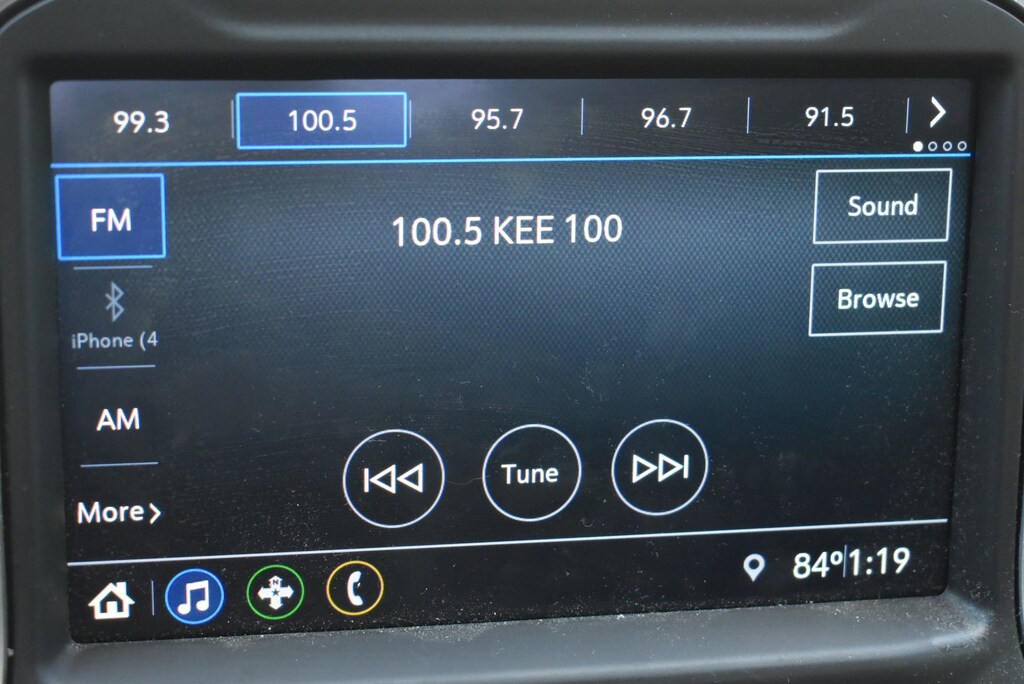 99.3 100.5 95.7 96.7 91.5
FM
100.5 KEE 100
Sound
Browse
iPhone (4
AM
Tune
More
N
84° 1:19